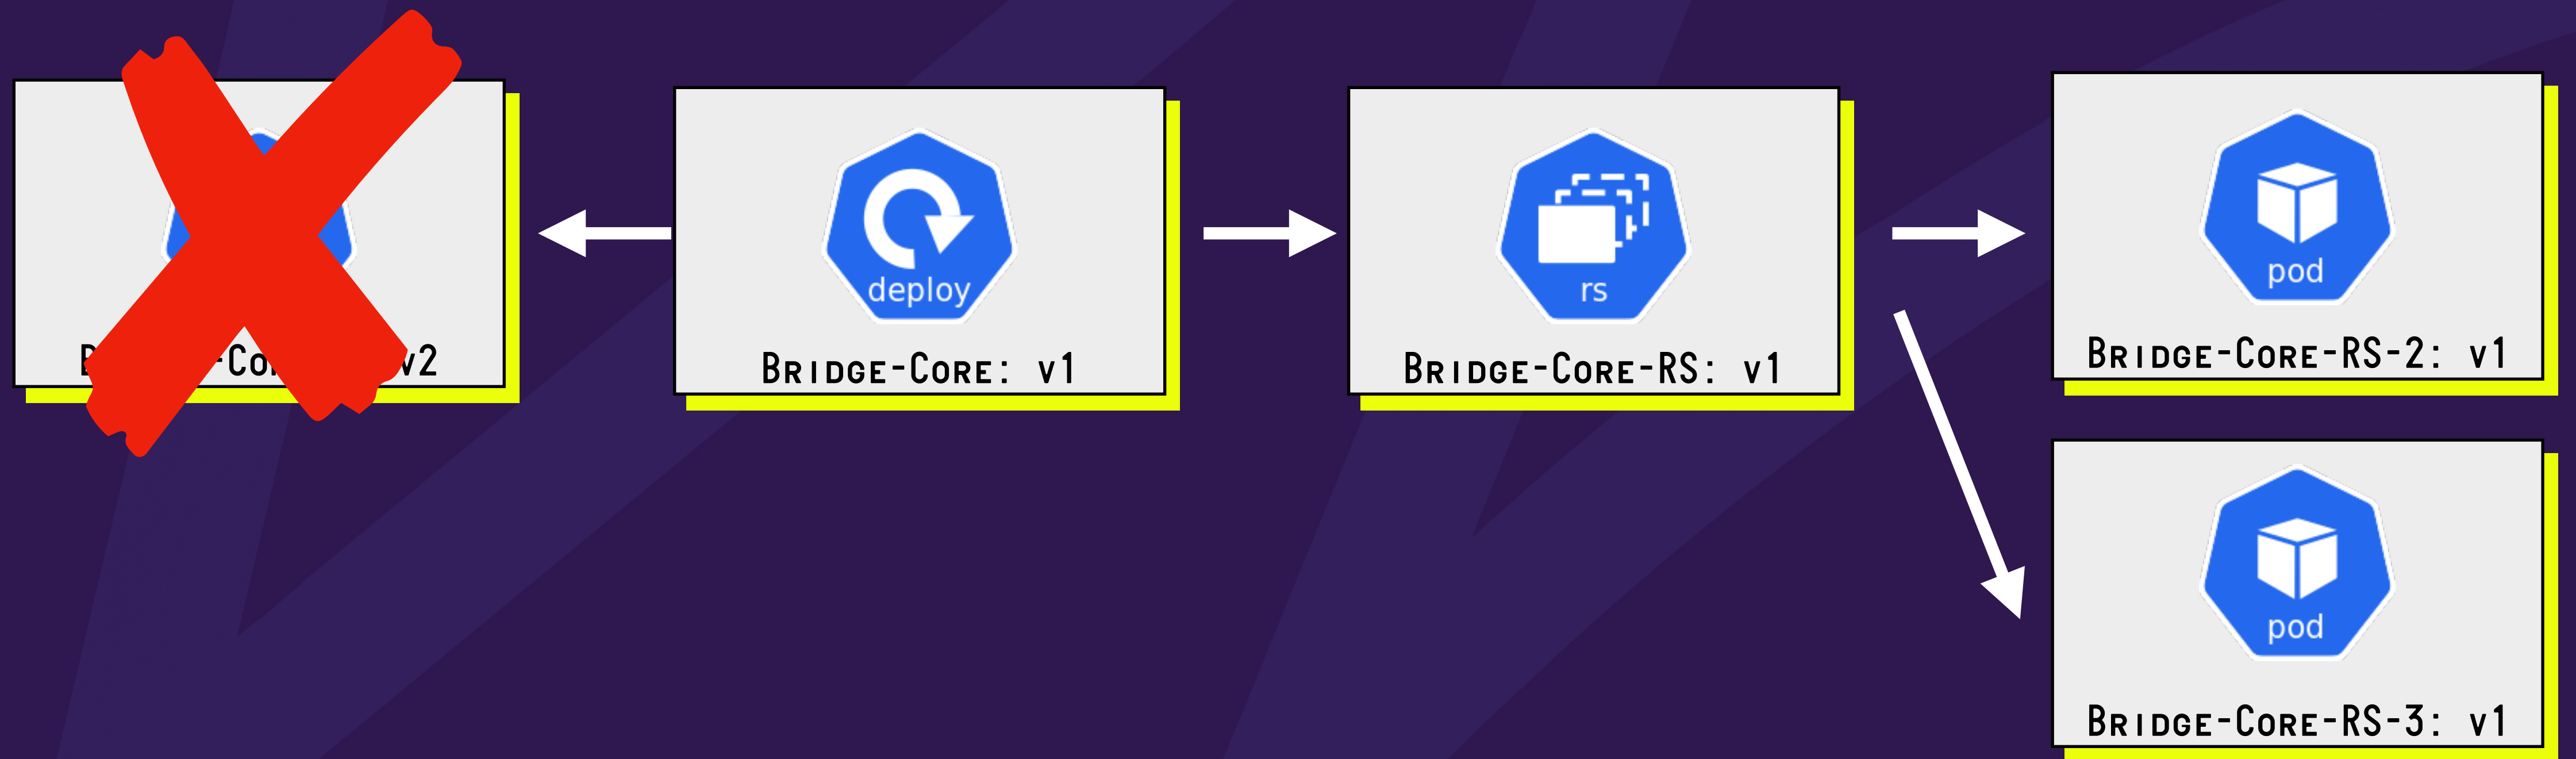 v2
deploy
Bridge-Core: v1
rs
Bridge-Core-RS: v1
pod
Bridge-Core-RS-2: v1
pod
Bridge-Core-RS-3: v1